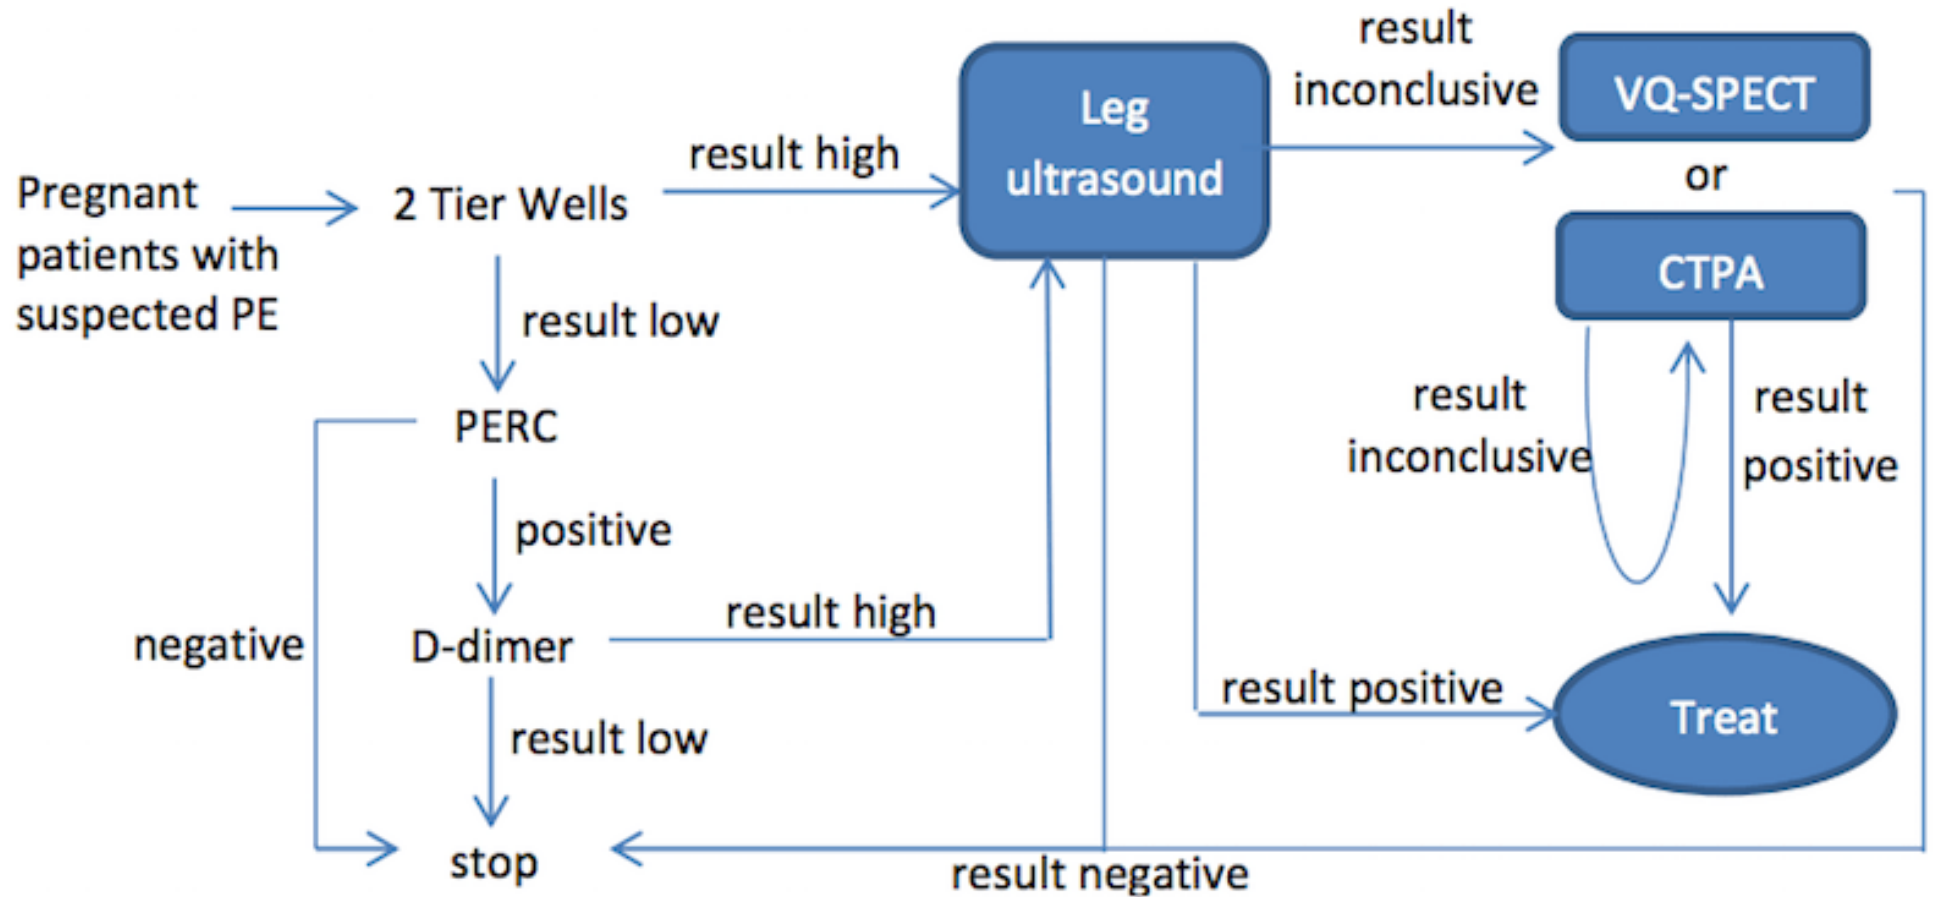 Pregnant
patients with
suspected PE
2 Tier Wells
result high
Leg
ultrasound
result
inconclusive
VQ-SPECT
or
CTPA
result low
PERC
positive
negative
D-dimer
result high
result low
stop
result
inconclusive
result
positive
result positive
Treat
result negative